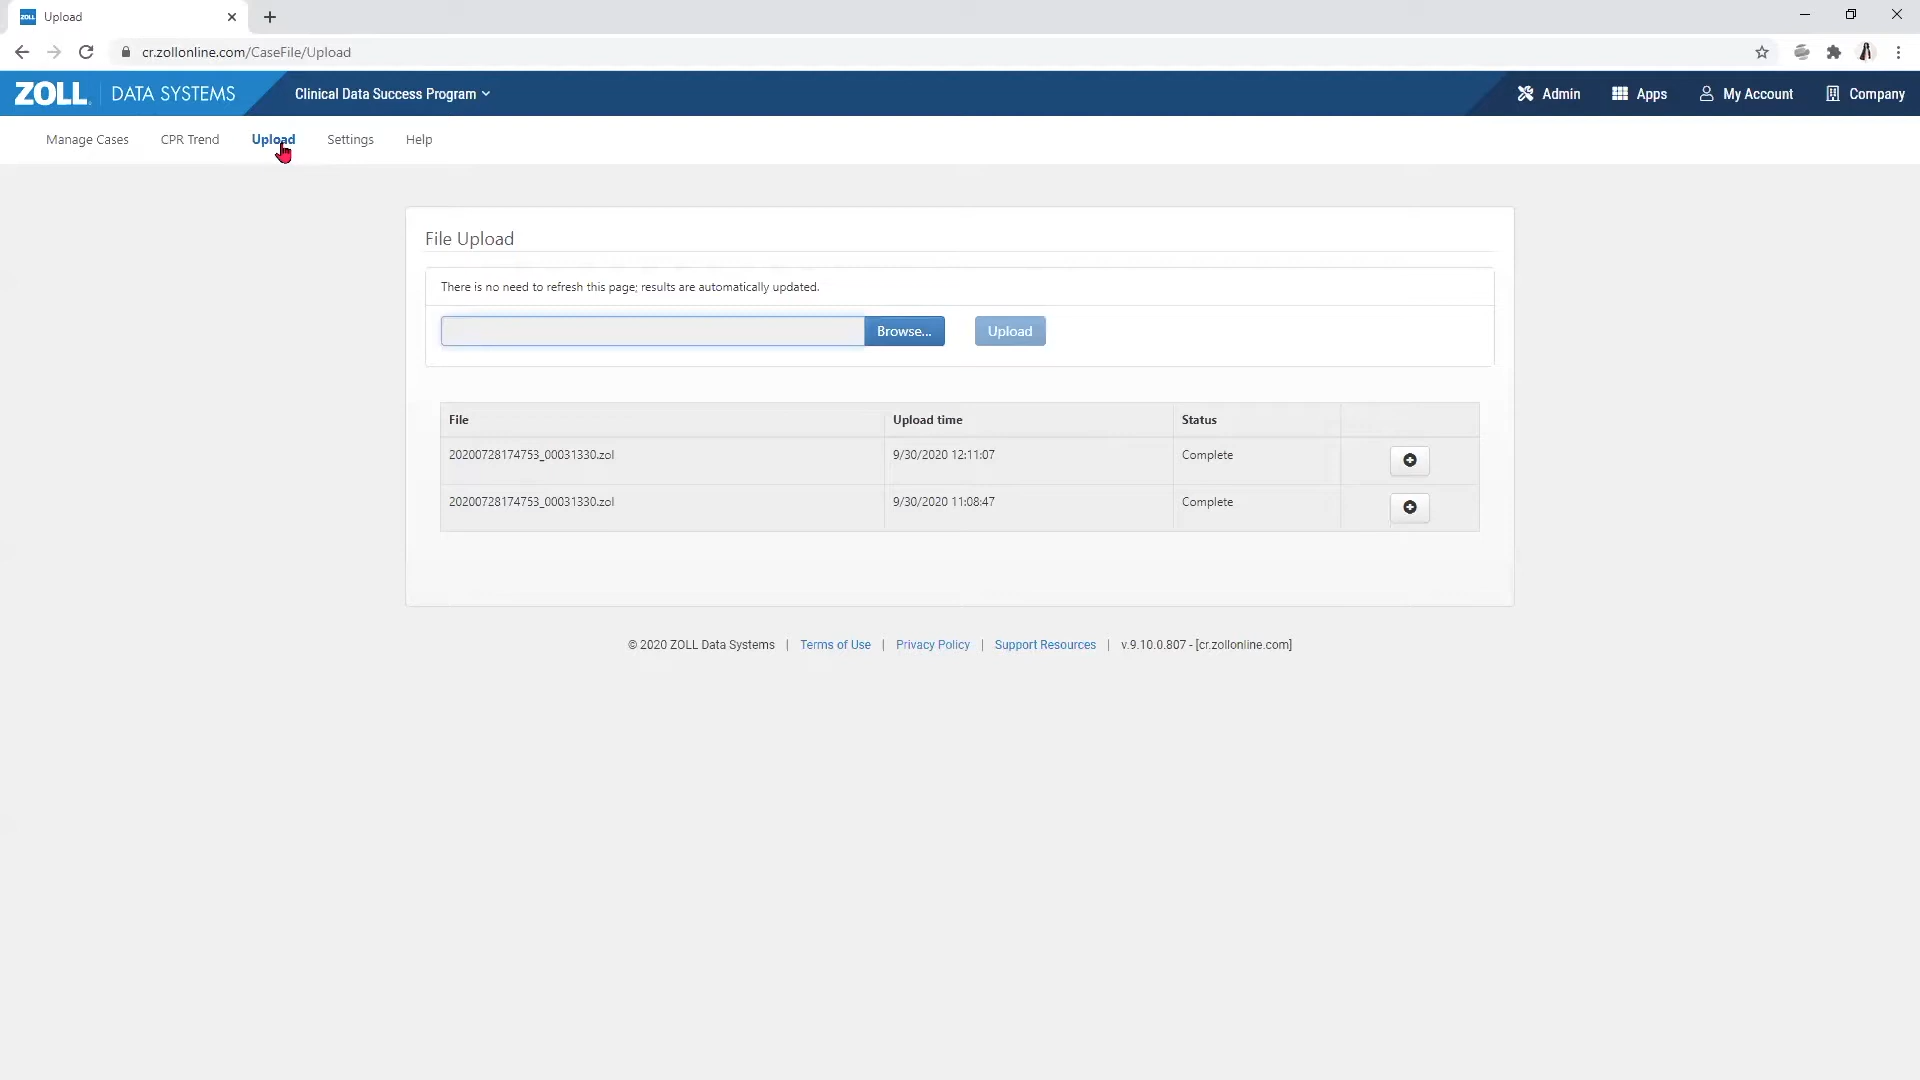 ZOLL Upload
cr.zollonline.com/CaseFile/Upload
ZOLL DATA SYSTEMS Clinical Data Success Program Admin Apps My Account Company
Manage Cases CPR Trend Upload Settings Help
File Upload
There is no need to refresh this page; results are automatically updated.
Browse... Upload
File Upload time Status
20200728174753_00031330.zol 9/30/2020 12:11:07 Complete
20200728174753_00031330.zol 9/30/2020 11:08:47 Complete
© 2020 ZOLL Data Systems | Terms of Use | Privacy Policy | Support Resources | v.9.10.0.807 - [cr.zollonline.com]